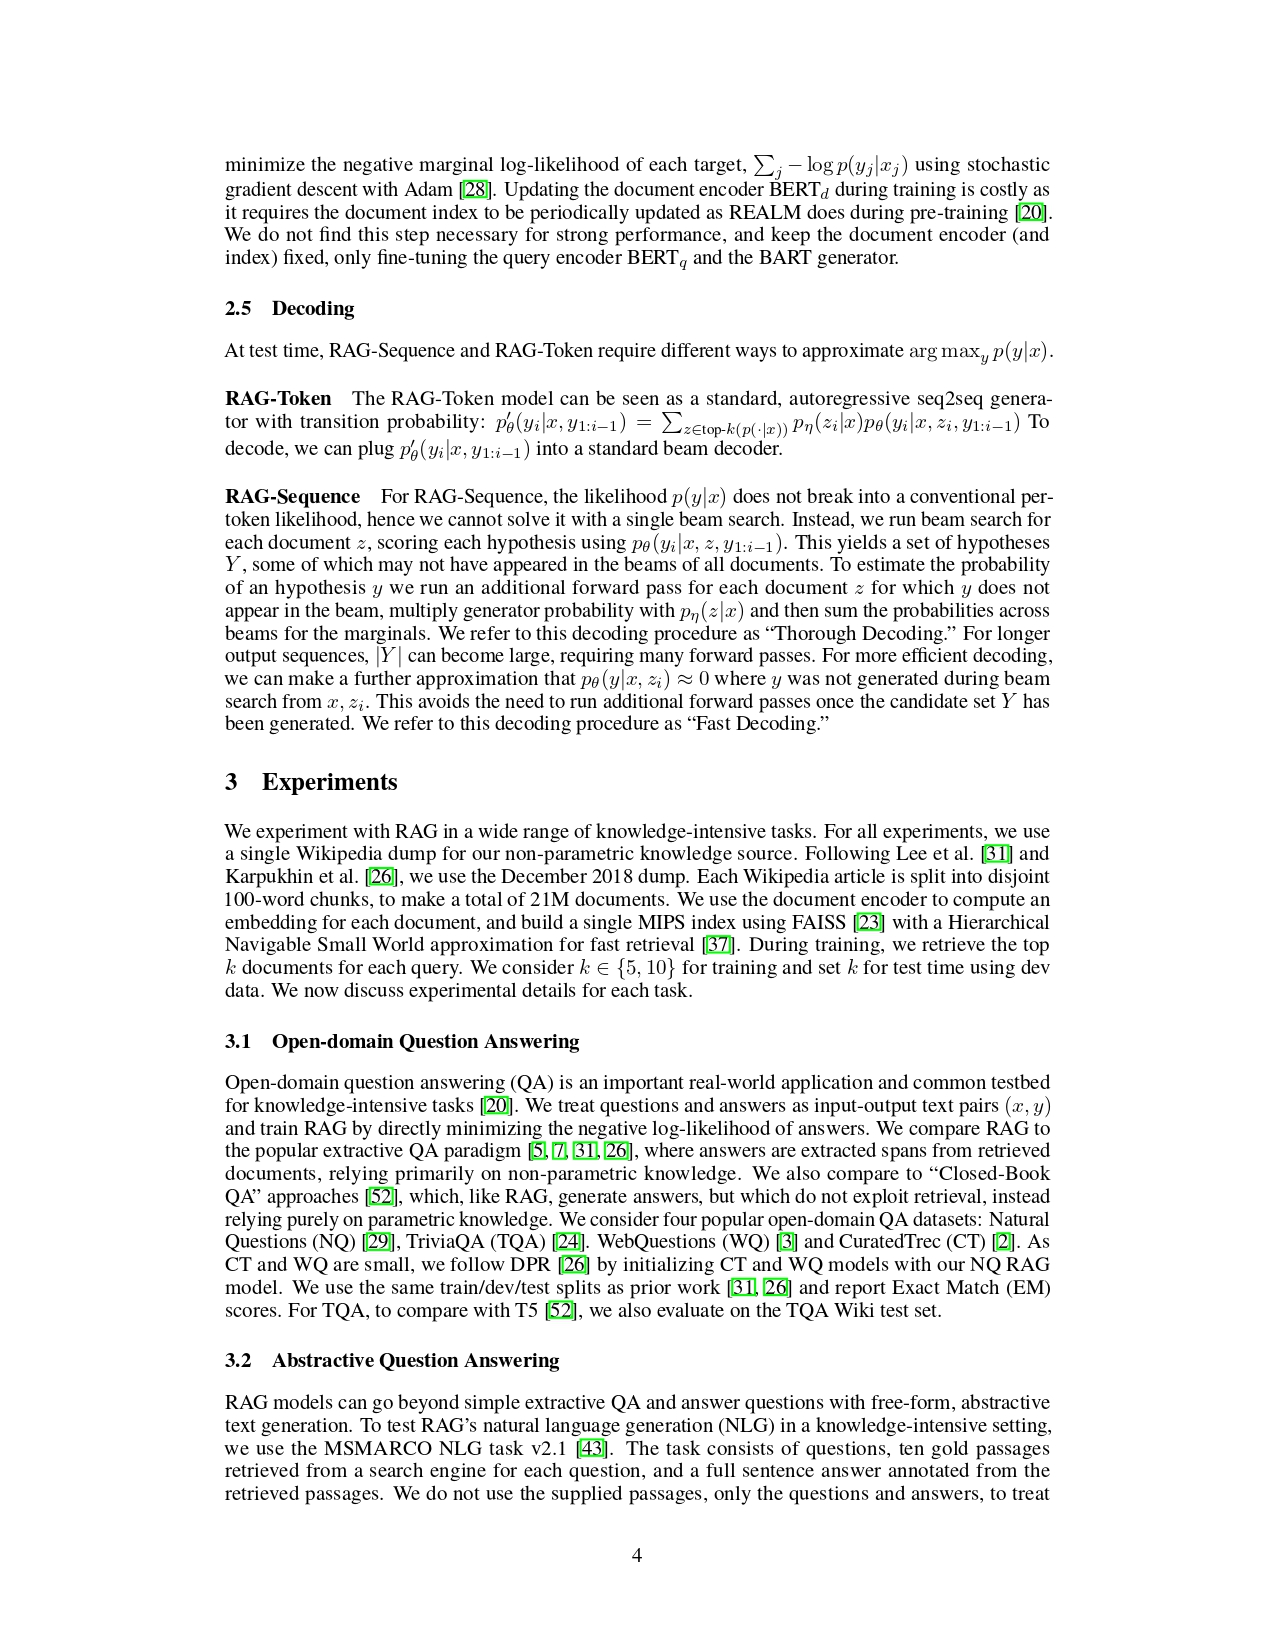 minimize the negative marginal log-likelihood of each target, ∑_j − log p(y_j|x_j) using stochastic
gradient descent with Adam [28]. Updating the document encoder BERT_d during training is costly as
it requires the document index to be periodically updated as REALM does during pre-training [20].
We do not find this step necessary for strong performance, and keep the document encoder (and
index) fixed, only fine-tuning the query encoder BERT_q and the BART generator.
2.5 Decoding
At test time, RAG-Sequence and RAG-Token require different ways to approximate arg max_y p(y|x).
RAG-Token The RAG-Token model can be seen as a standard, autoregressive seq2seq genera-
tor with transition probability: p′_θ(y_i|x, y_{1:i−1}) = ∑_{z∈top-k(p(·|x))} p_η(z_i|x)p_θ(y_i|x, z_i, y_{1:i−1}) To
decode, we can plug p′_θ(y_i|x, y_{1:i−1}) into a standard beam decoder.
RAG-Sequence For RAG-Sequence, the likelihood p(y|x) does not break into a conventional per-
token likelihood, hence we cannot solve it with a single beam search. Instead, we run beam search for
each document z, scoring each hypothesis using p_θ(y_i|x, z, y_{1:i−1}). This yields a set of hypotheses
Y, some of which may not have appeared in the beams of all documents. To estimate the probability
of an hypothesis y we run an additional forward pass for each document z for which y does not
appear in the beam, multiply generator probability with p_η(z|x) and then sum the probabilities across
beams for the marginals. We refer to this decoding procedure as “Thorough Decoding.” For longer
output sequences, |Y| can become large, requiring many forward passes. For more efficient decoding,
we can make a further approximation that p_θ(y|x, z_i) ≈ 0 where y was not generated during beam
search from x, z_i. This avoids the need to run additional forward passes once the candidate set Y has
been generated. We refer to this decoding procedure as “Fast Decoding.”
3 Experiments
We experiment with RAG in a wide range of knowledge-intensive tasks. For all experiments, we use
a single Wikipedia dump for our non-parametric knowledge source. Following Lee et al. [31] and
Karpukhin et al. [26], we use the December 2018 dump. Each Wikipedia article is split into disjoint
100-word chunks, to make a total of 21M documents. We use the document encoder to compute an
embedding for each document, and build a single MIPS index using FAISS [23] with a Hierarchical
Navigable Small World approximation for fast retrieval [37]. During training, we retrieve the top
k documents for each query. We consider k ∈ {5, 10} for training and set k for test time using dev
data. We now discuss experimental details for each task.
3.1 Open-domain Question Answering
Open-domain question answering (QA) is an important real-world application and common testbed
for knowledge-intensive tasks [20]. We treat questions and answers as input-output text pairs (x, y)
and train RAG by directly minimizing the negative log-likelihood of answers. We compare RAG to
the popular extractive QA paradigm [5, 7, 31, 26], where answers are extracted spans from retrieved
documents, relying primarily on non-parametric knowledge. We also compare to “Closed-Book
QA” approaches [52], which, like RAG, generate answers, but which do not exploit retrieval, instead
relying purely on parametric knowledge. We consider four popular open-domain QA datasets: Natural
Questions (NQ) [29], TriviaQA (TQA) [24]. WebQuestions (WQ) [3] and CuratedTrec (CT) [2]. As
CT and WQ are small, we follow DPR [26] by initializing CT and WQ models with our NQ RAG
model. We use the same train/dev/test splits as prior work [31, 26] and report Exact Match (EM)
scores. For TQA, to compare with T5 [52], we also evaluate on the TQA Wiki test set.
3.2 Abstractive Question Answering
RAG models can go beyond simple extractive QA and answer questions with free-form, abstractive
text generation. To test RAG’s natural language generation (NLG) in a knowledge-intensive setting,
we use the MSMARCO NLG task v2.1 [43]. The task consists of questions, ten gold passages
retrieved from a search engine for each question, and a full sentence answer annotated from the
retrieved passages. We do not use the supplied passages, only the questions and answers, to treat
4